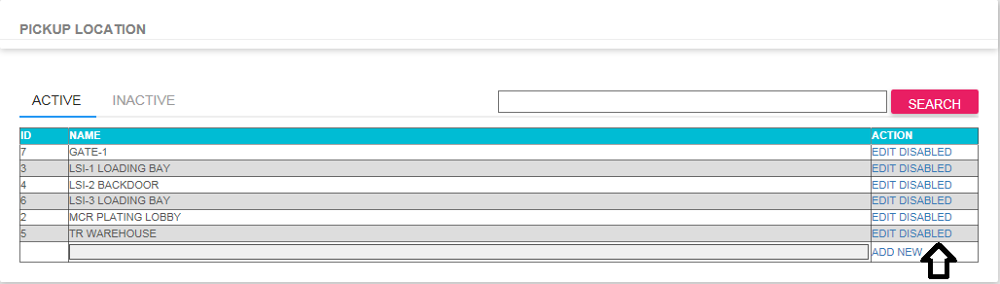 PICKUP LOCATION
ACTIVE INACTIVE SEARCH
ID NAME ACTION
7 GATE-1 EDIT DISABLED
3 LSI-1 LOADING BAY EDIT DISABLED
4 LSI-2 BACKDOOR EDIT DISABLED
6 LSI-3 LOADING BAY EDIT DISABLED
2 MCR PLATING LOBBY EDIT DISABLED
5 TR WAREHOUSE EDIT DISABLED
ADD NEW